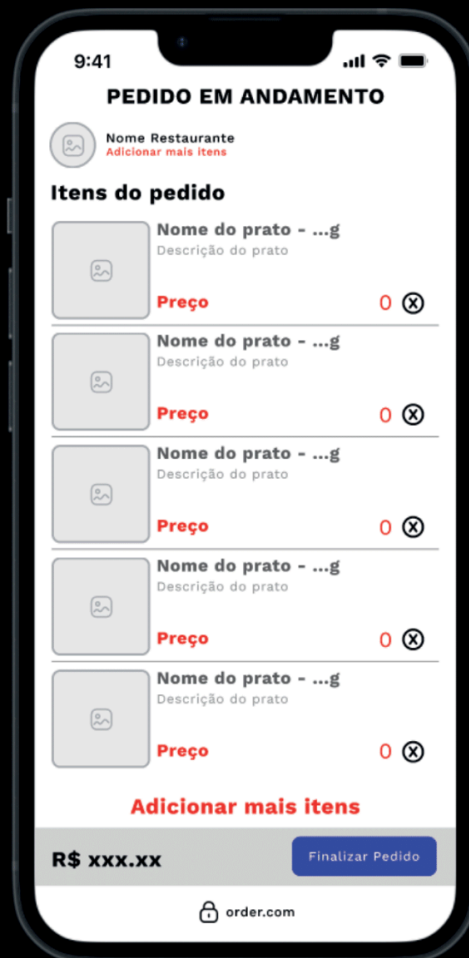 9:41
PEDIDO EM ANDAMENTO
Nome Restaurante
Adicionar mais itens
Itens do pedido
Nome do prato - ...g
Descrição do prato
Preço 0
Nome do prato - ...g
Descrição do prato
Preço 0
Nome do prato - ...g
Descrição do prato
Preço 0
Nome do prato - ...g
Descrição do prato
Preço 0
Nome do prato - ...g
Descrição do prato
Preço 0
Adicionar mais itens
R$ xxx.xx Finalizar Pedido
order.com